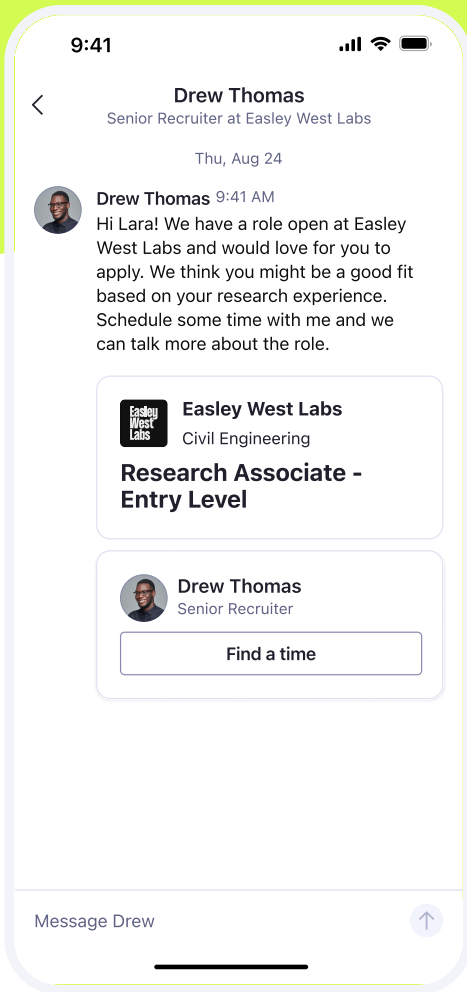 9:41
Drew Thomas
Senior Recruiter at Easley West Labs
Thu, Aug 24
Drew Thomas 9:41 AM
Hi Lara! We have a role open at Easley
West Labs and would love for you to
apply. We think you might be a good fit
based on your research experience.
Schedule some time with me and we
can talk more about the role.
Easley
West
Labs
Easley West Labs
Civil Engineering
Research Associate -
Entry Level
Drew Thomas
Senior Recruiter
Find a time
Message Drew